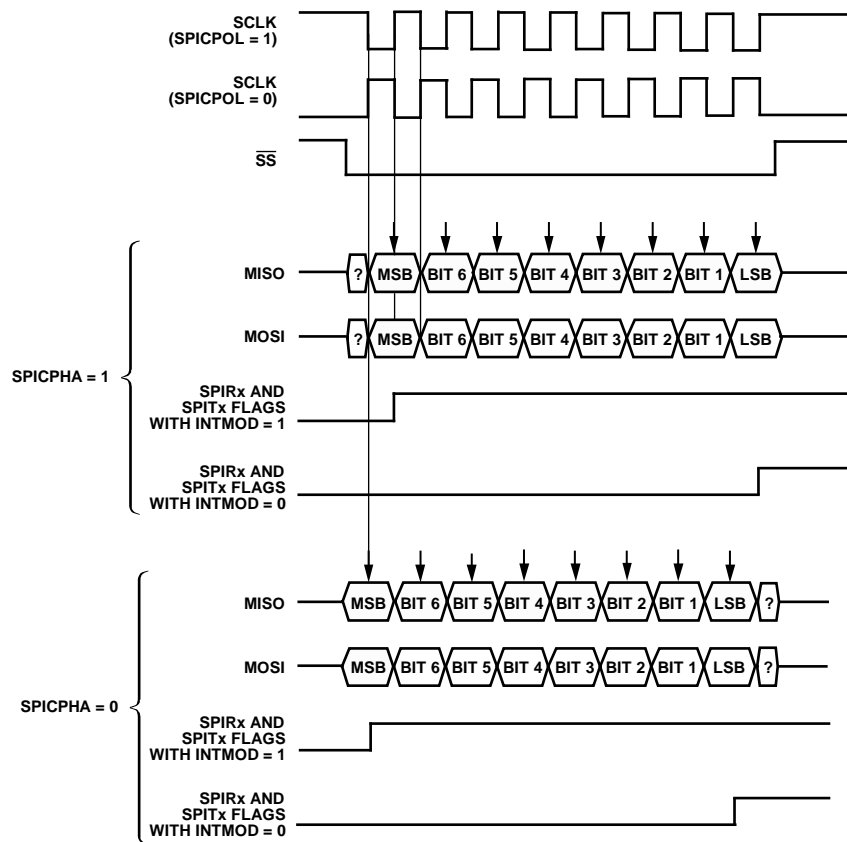 SCLK
(SPICPOL = 1)
SCLK
(SPICPOL = 0)
SS
MISO ? MSB BIT 6 BIT 5 BIT 4 BIT 3 BIT 2 BIT 1 LSB
MOSI ? MSB BIT 6 BIT 5 BIT 4 BIT 3 BIT 2 BIT 1 LSB
SPICPHA = 1
SPIRx AND
SPITx FLAGS
WITH INTMOD = 1
SPIRx AND
SPITx FLAGS
WITH INTMOD = 0
MISO MSB BIT 6 BIT 5 BIT 4 BIT 3 BIT 2 BIT 1 LSB ?
MOSI MSB BIT 6 BIT 5 BIT 4 BIT 3 BIT 2 BIT 1 LSB ?
SPICPHA = 0
SPIRx AND
SPITx FLAGS
WITH INTMOD = 1
SPIRx AND
SPITx FLAGS
WITH INTMOD = 0